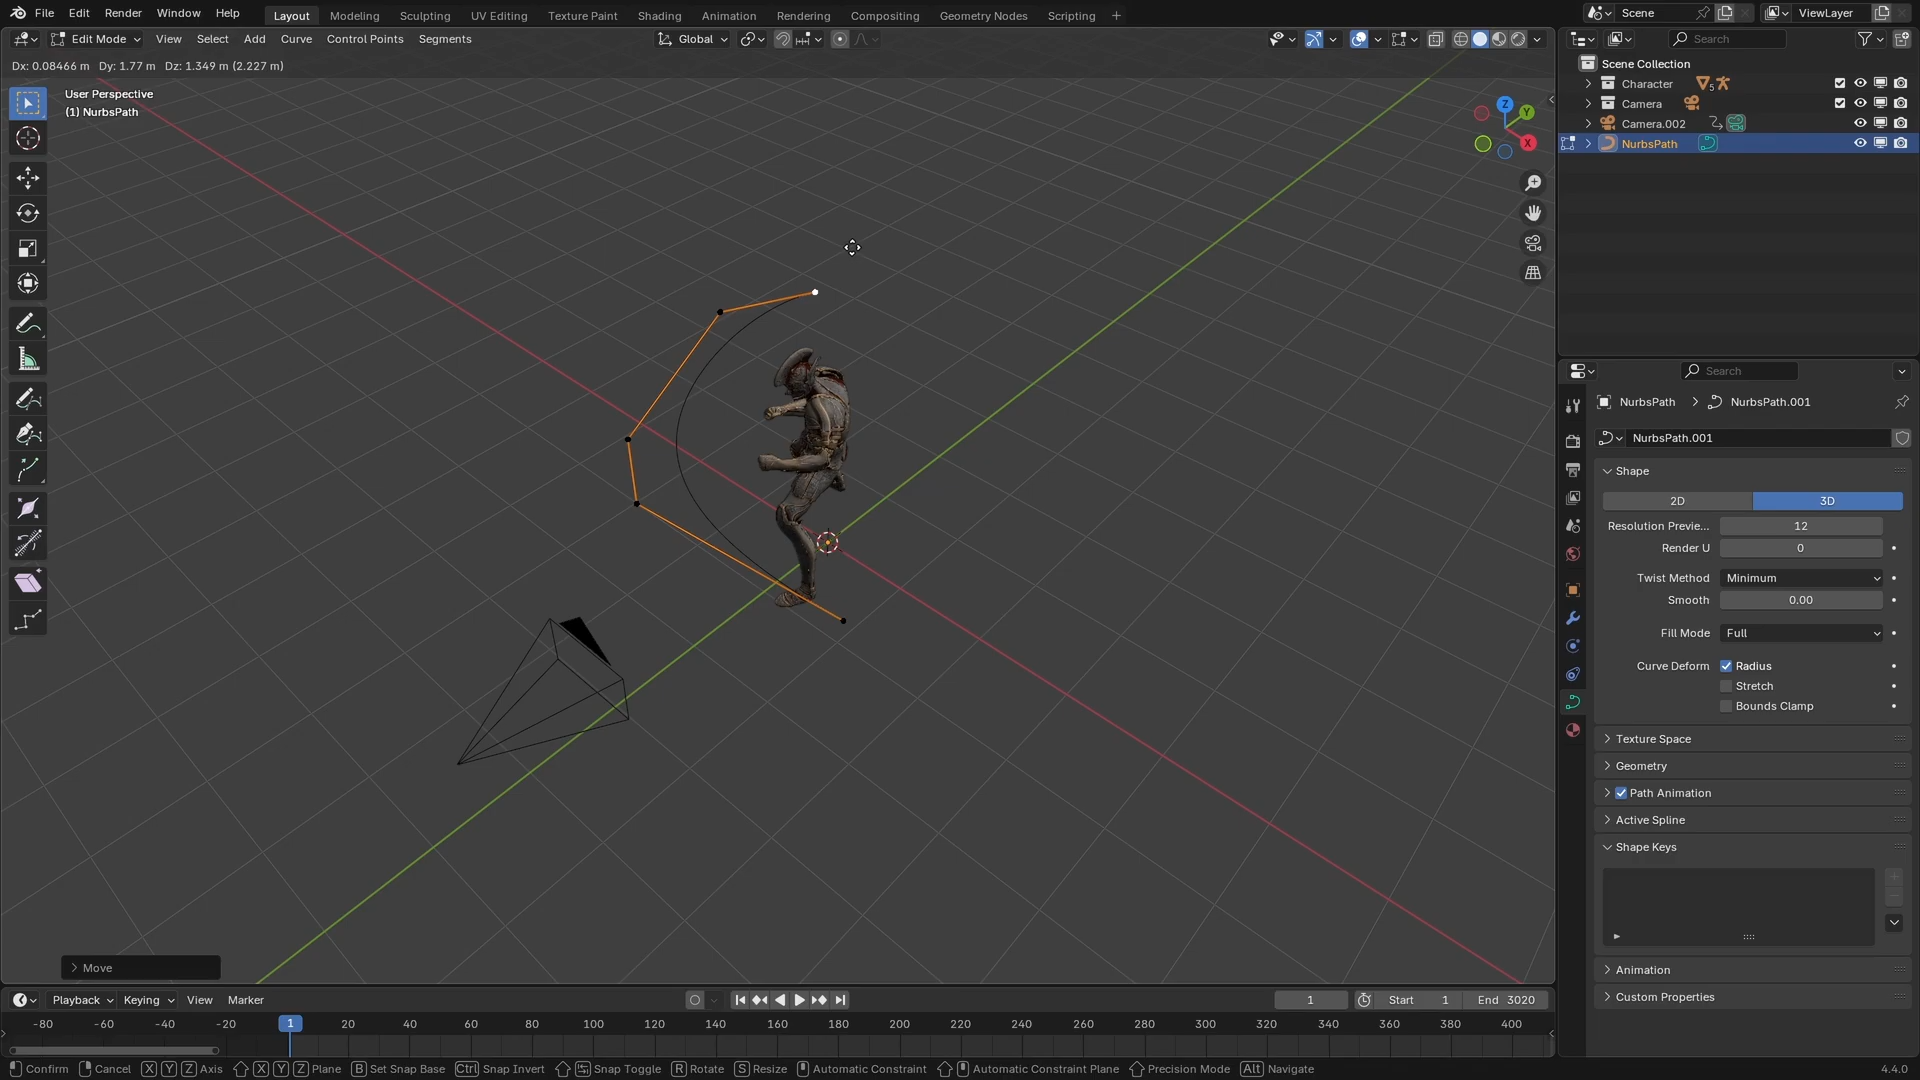 File Edit Render Window Help Layout Modeling Sculpting UV Editing Texture Paint Shading Animation Rendering Compositing Geometry Nodes Scripting + Scene ViewLayer
Edit Mode View Select Add Curve Control Points Segments Global Search
Dx: 0.08466 m Dy: 1.77 m Dz: 1.349 m (2.227 m)
User Perspective
(1) NurbsPath
Z
Y
X
Scene Collection
Character 5
Camera
Camera.002
NurbsPath
Search
NurbsPath > NurbsPath.001
NurbsPath.001
Shape
2D 3D
Resolution Previe... 12
Render U 0
Twist Method Minimum
Smooth 0.00
Fill Mode Full
Curve Deform Radius
Stretch
Bounds Clamp
Texture Space
Geometry
Path Animation
Active Spline
Shape Keys
Animation
Custom Properties
Move
Playback Keying View Marker 1 Start 1 End 3020
-80 -60 -40 -20 1 20 40 60 80 100 120 140 160 180 200 220 240 260 280 300 320 340 360 380 400
Confirm Cancel X Y Z Axis X Y Z Plane B Set Snap Base Ctrl Snap Invert Snap Toggle R Rotate S Resize Automatic Constraint Automatic Constraint Plane Precision Mode Alt Navigate 4.4.0